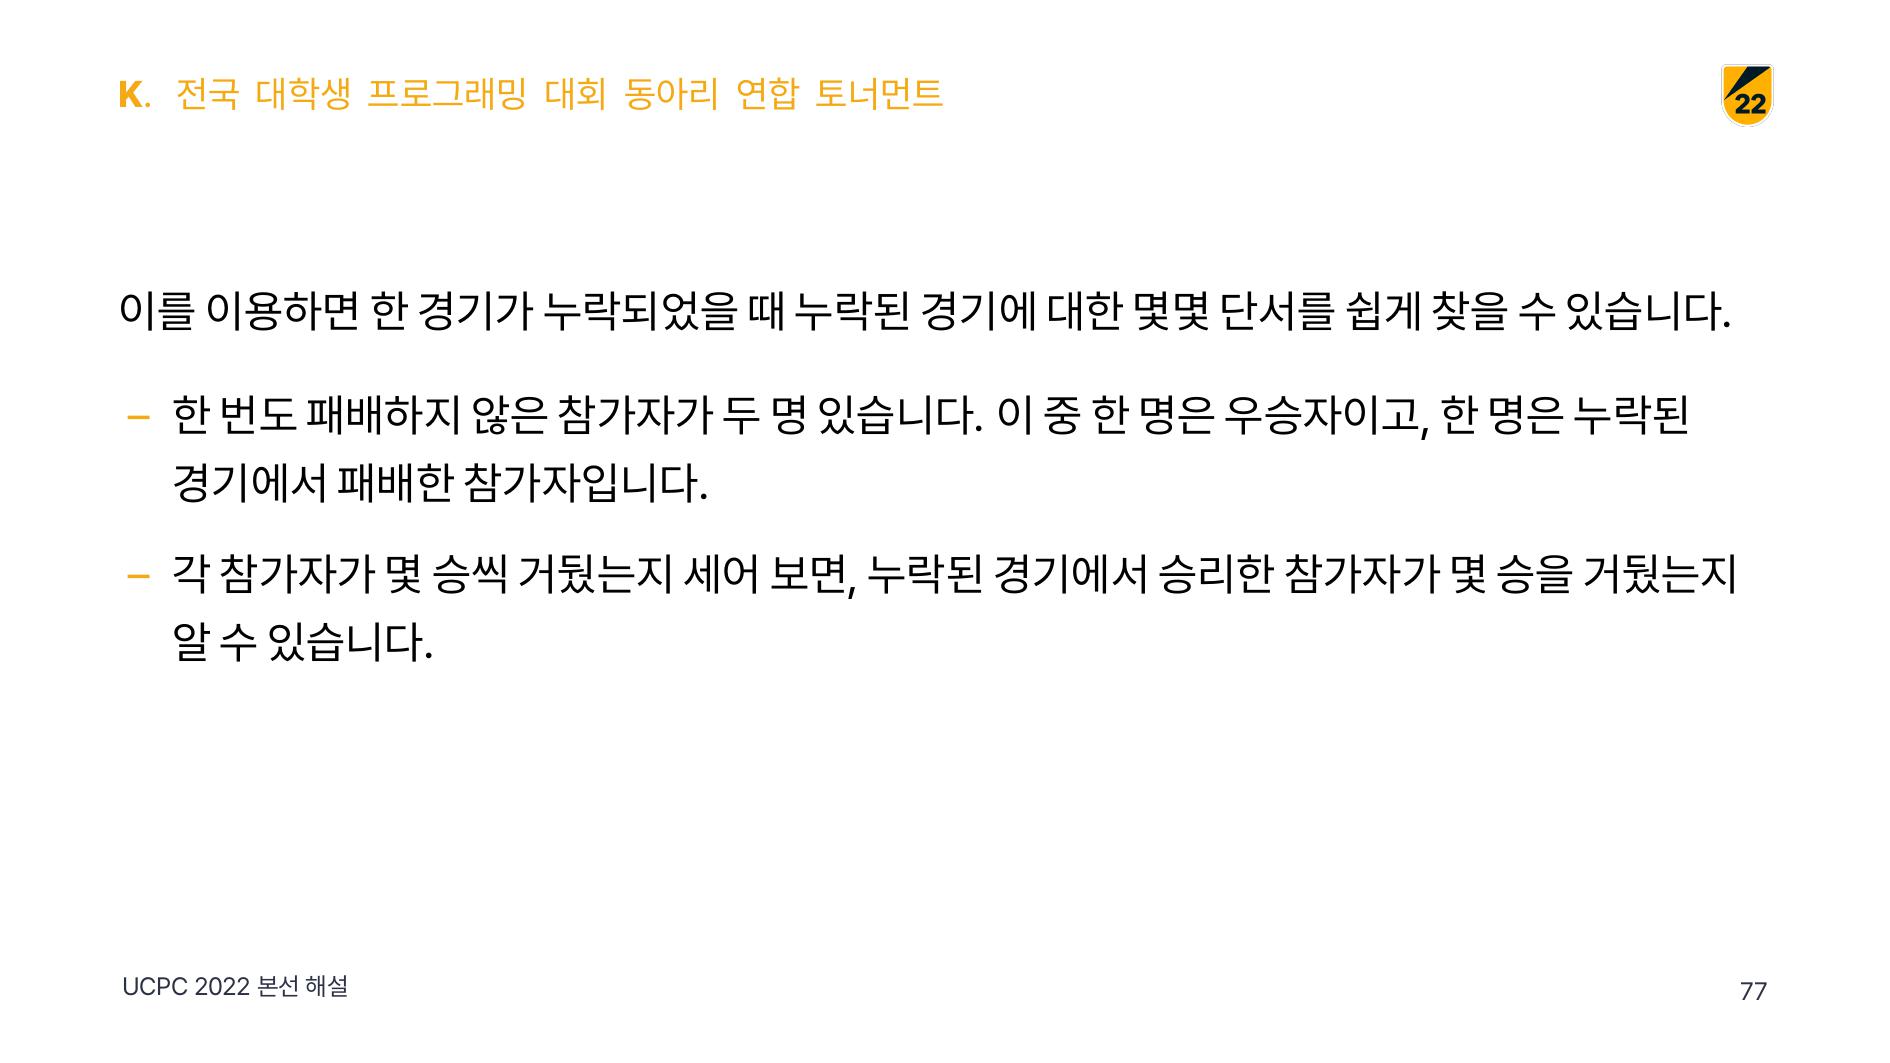 K. 전국 대학생 프로그래밍 대회 동아리 연합 토너먼트
22
이를 이용하면 한 경기가 누락되었을 때 누락된 경기에 대한 몇몇 단서를 쉽게 찾을 수 있습니다.
– 한 번도 패배하지 않은 참가자가 두 명 있습니다. 이 중 한 명은 우승자이고, 한 명은 누락된
경기에서 패배한 참가자입니다.
– 각 참가자가 몇 승씩 거뒀는지 세어 보면, 누락된 경기에서 승리한 참가자가 몇 승을 거뒀는지
알 수 있습니다.
UCPC 2022 본선 해설
77